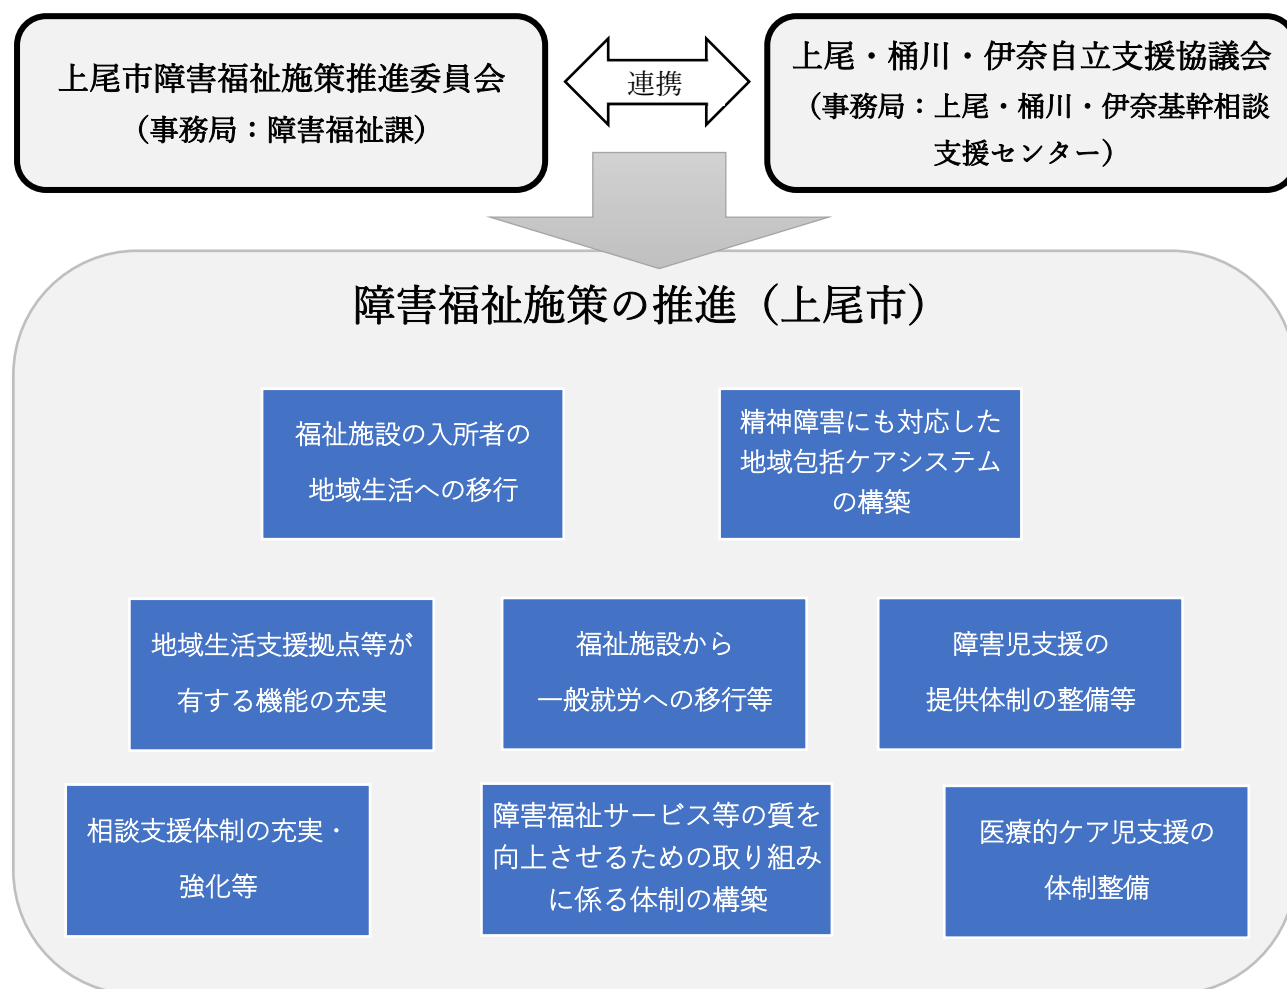 上尾市障害福祉施策推進委員会
（事務局：障害福祉課）
連携
上尾・桶川・伊奈自立支援協議会
（事務局：上尾・桶川・伊奈基幹相談
支援センター）
障害福祉施策の推進（上尾市）
福祉施設の入所者の
地域生活への移行
精神障害にも対応した
地域包括ケアシステム
の構築
地域生活支援拠点等が
有する機能の充実
福祉施設から
一般就労への移行等
障害児支援の
提供体制の整備等
相談支援体制の充実・
強化等
障害福祉サービス等の質を
向上させるための取り組み
に係る体制の構築
医療的ケア児支援の
体制整備